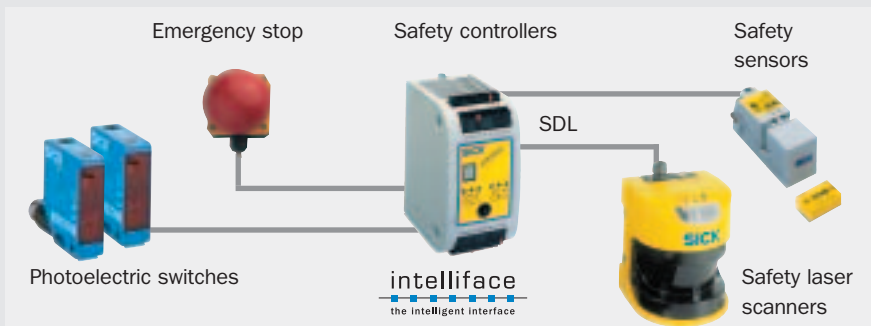 Emergency stop
Safety controllers
Safety
sensors
SDL
SICK
SICK
Photoelectric switches
intelliface
the intelligent interface
Safety laser
scanners